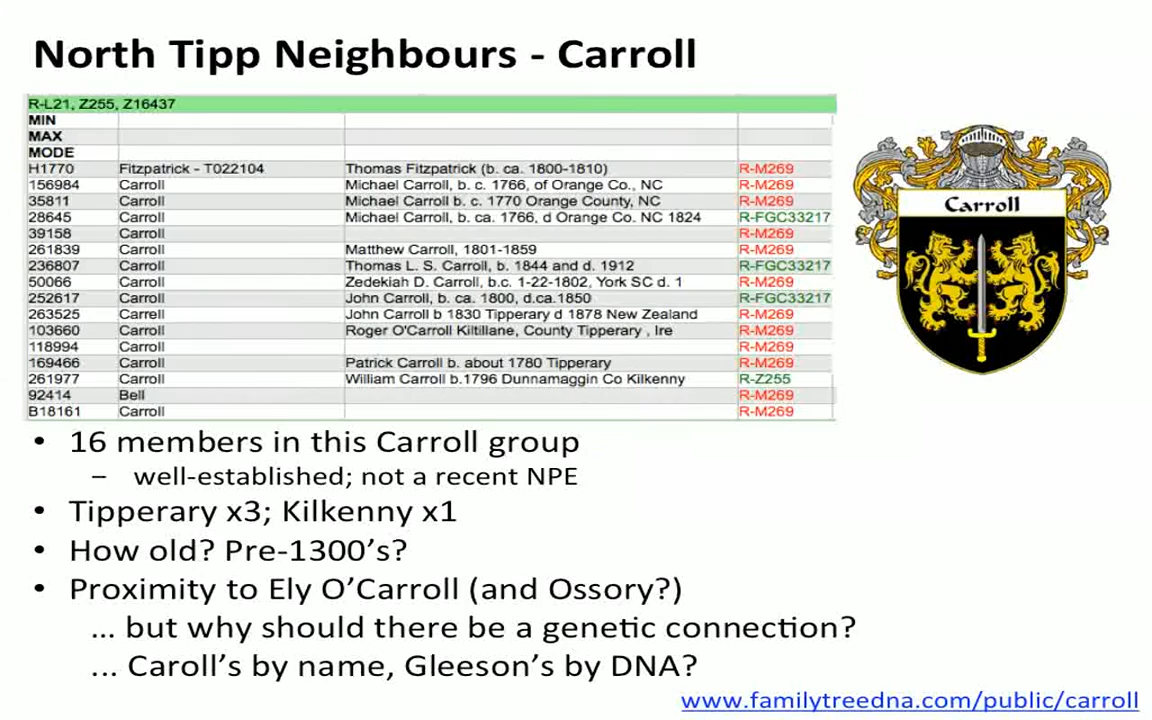 North Tipp Neighbours - Carroll
R-L21, Z255, Z16437
MIN
MAX
MODE
H1770 Fitzpatrick - T022104 Thomas Fitzpatrick (b. ca. 1800-1810) R-M269
156984 Carroll Michael Carroll, b. c. 1766, of Orange Co., NC R-M269
35811 Carroll Michael Carroll b. c. 1770 Orange County, NC R-M269
28645 Carroll Michael Carroll, b. ca. 1766, d Orange Co. NC 1824 R-FGC33217
39158 Carroll R-M269
261839 Carroll Matthew Carroll, 1801-1859 R-M269
236807 Carroll Thomas L. S. Carroll, b. 1844 and d. 1912 R-FGC33217
50066 Carroll Zedekiah D. Carroll, b.c. 1-22-1802, York SC d. 1 R-M269
252617 Carroll John Carroll, b. ca. 1800, d.ca.1850 R-FGC33217
263525 Carroll John Carroll b 1830 Tipperary d 1878 New Zealand R-M269
103660 Carroll Roger O'Carroll Kiltillane, County Tipperary , Ire R-M269
118994 Carroll R-M269
169466 Carroll Patrick Carroll b. about 1780 Tipperary R-M269
261977 Carroll William Carroll b.1796 Dunnamaggin Co Kilkenny R-Z255
92414 Bell R-M269
B18161 Carroll R-M269
Carroll
• 16 members in this Carroll group
– well-established; not a recent NPE
• Tipperary x3; Kilkenny x1
• How old? Pre-1300’s?
• Proximity to Ely O’Carroll (and Ossory?)
... but why should there be a genetic connection?
... Caroll’s by name, Gleeson’s by DNA?
www.familytreedna.com/public/carroll